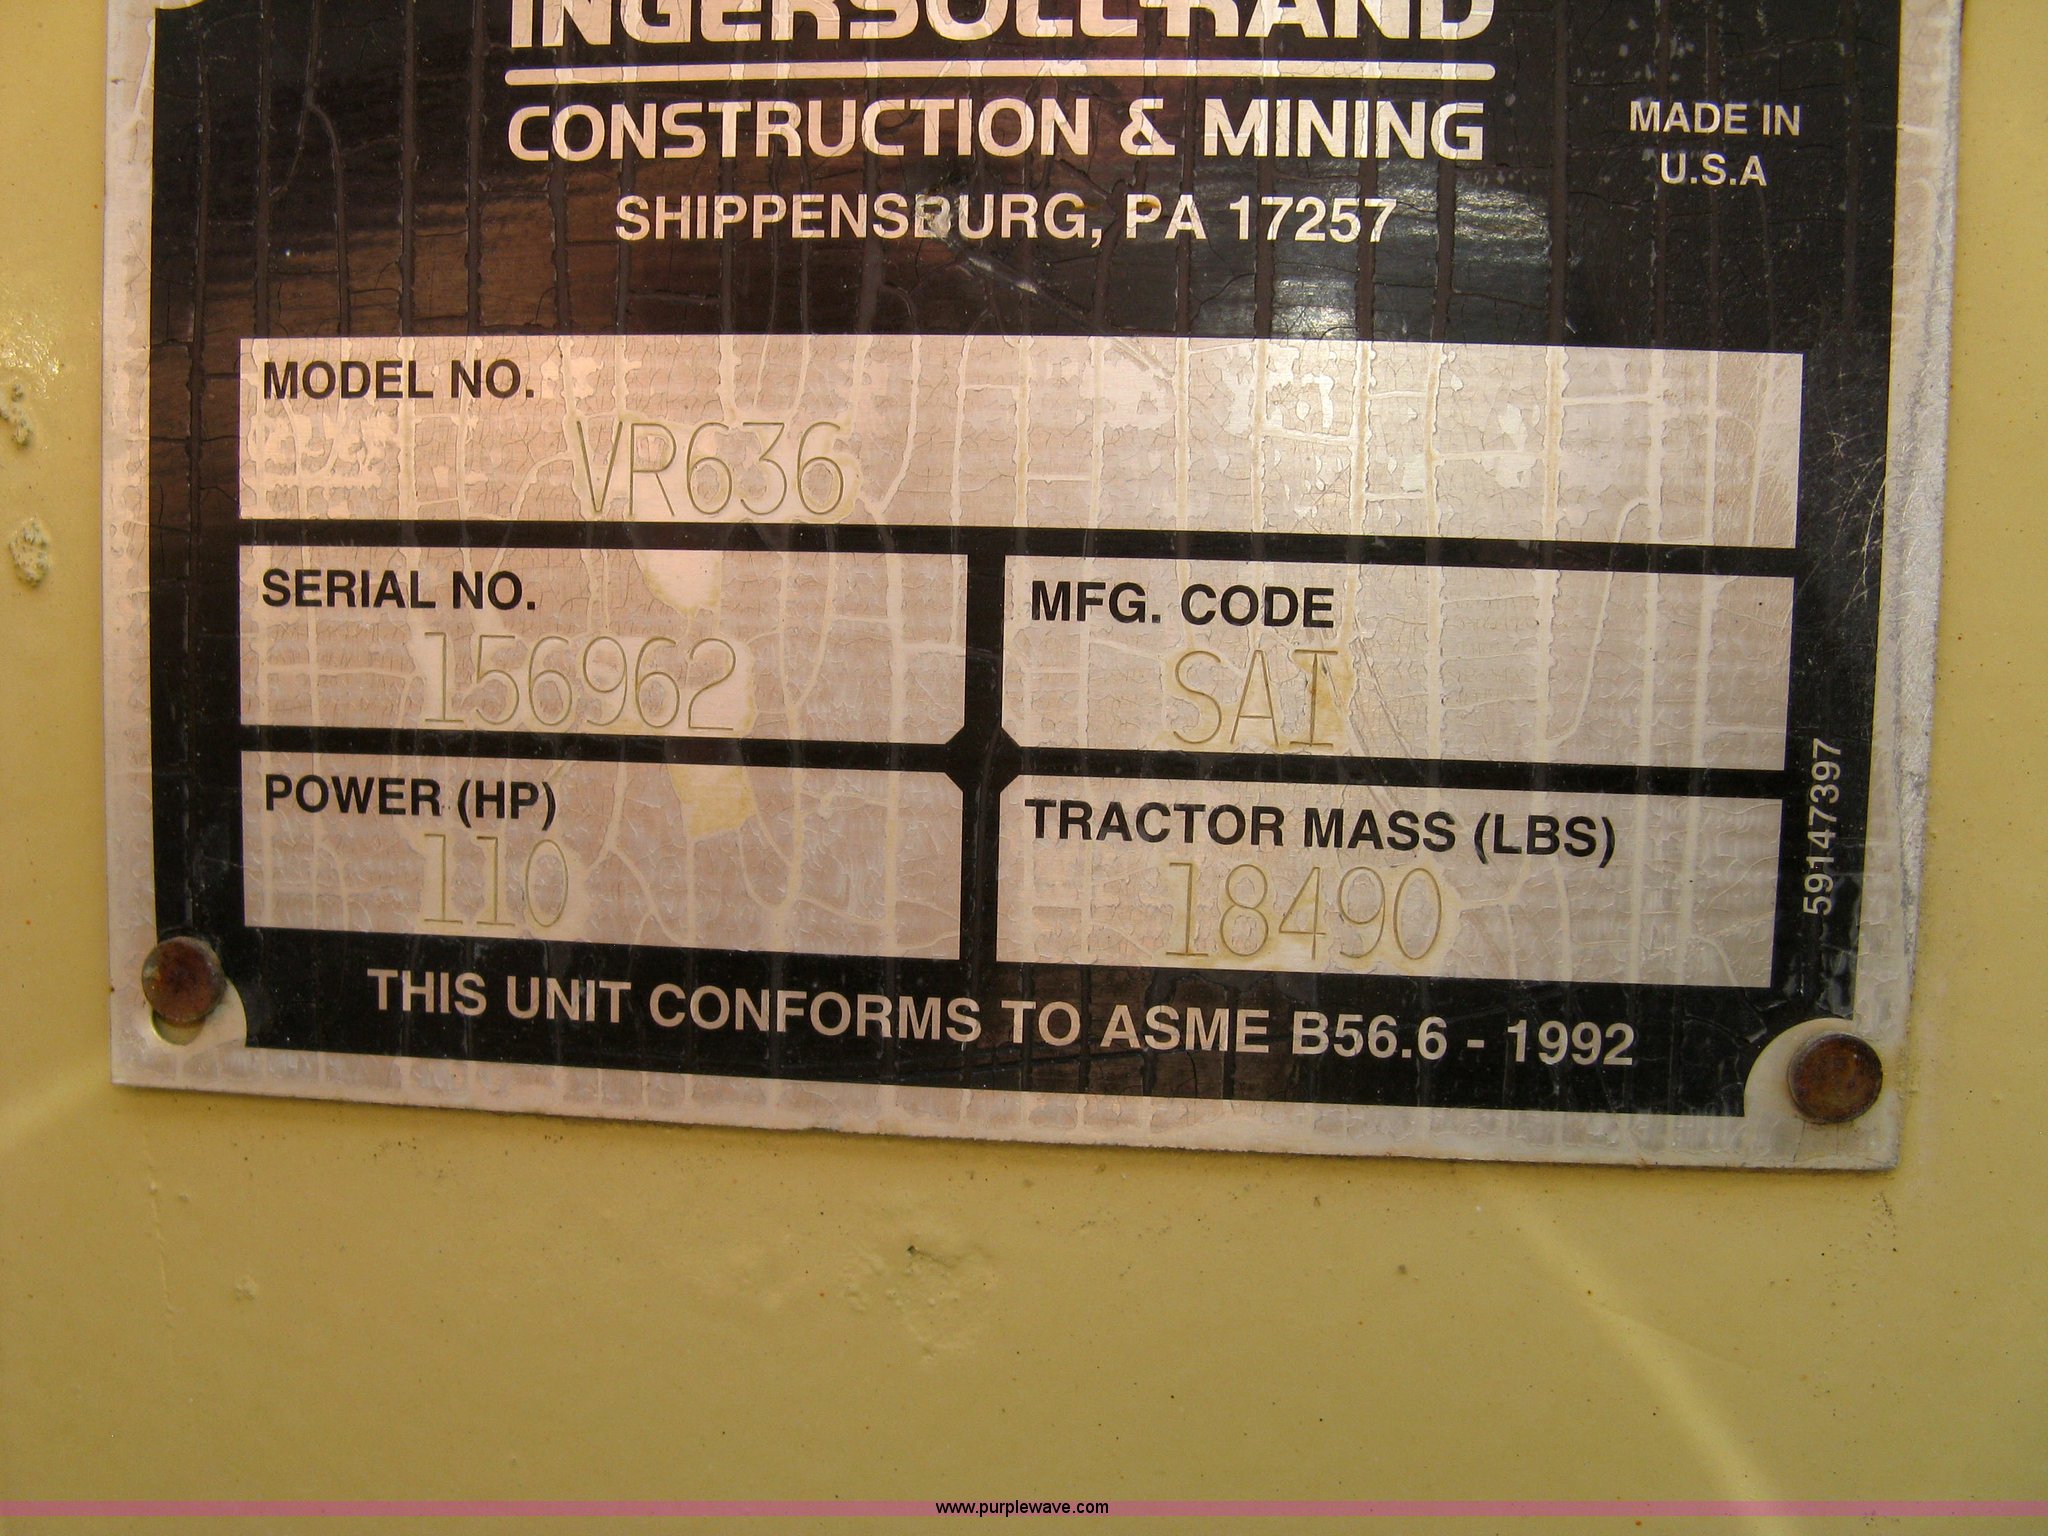 INGERSOLL-RAND
CONSTRUCTION & MINING
SHIPPENSBURG, PA 17257
MADE IN
U.S.A
MODEL NO.
VR636
SERIAL NO.
156962
MFG. CODE
SAI
POWER (HP)
110
TRACTOR MASS (LBS)
18490
59147397
THIS UNIT CONFORMS TO ASME B56.6 - 1992
www.purplewave.com